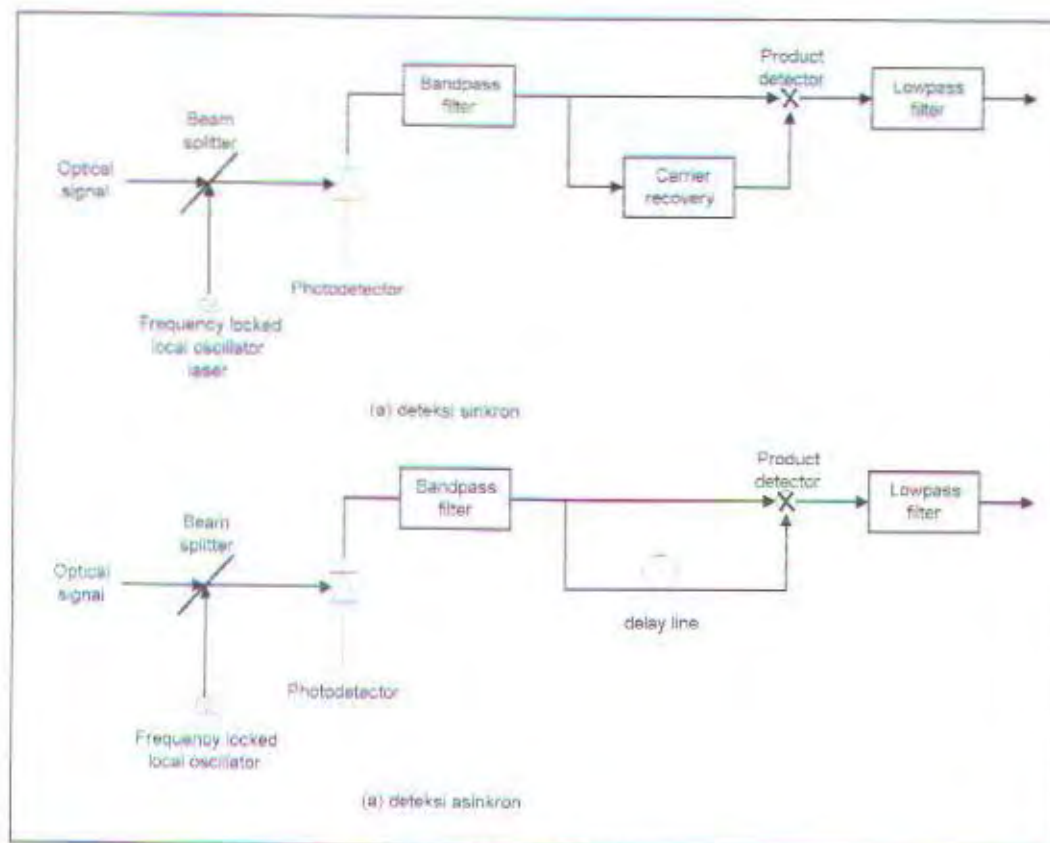 Bandpass
filter
Product
detector
Lowpass
filter
Beam
splitter
Optical
signal
Carrier
recovery
Photodetector
Frequency locked
local oscillator
laser
(a) deteksi sinkron
Bandpass
filter
Product
detector
Lowpass
filter
Beam
splitter
Optical
signal
delay line
Photodetector
Frequency locked
local oscillator
(a) deteksi asinkron